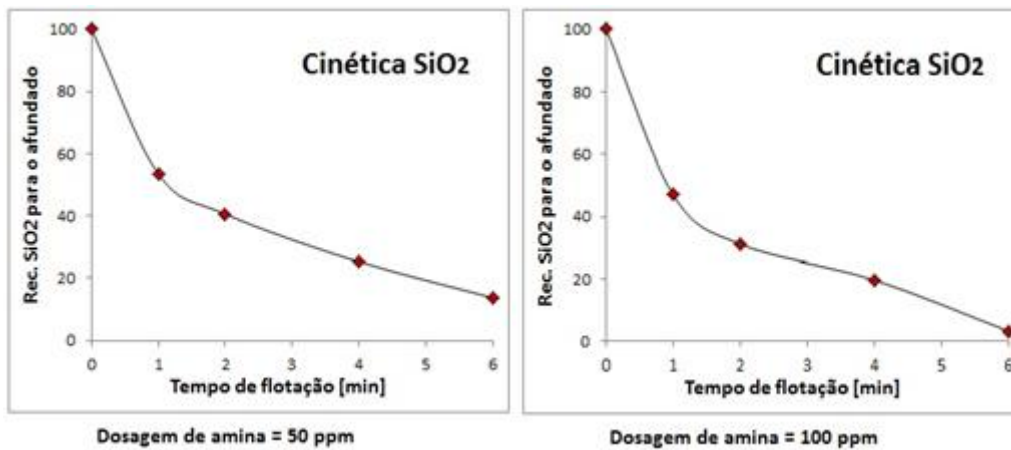 Cinética SiO2
Rec. SiO2 para o afundado
100
80
60
40
20
0
0 1 2 3 4 5 6
Tempo de flotação [min]
Dosagem de amina = 50 ppm
Cinética SiO2
Rec. SiO2 para o afundado
100
80
60
40
20
0
0 1 2 3 4 5 6
Tempo de flotação [min]
Dosagem de amina = 100 ppm